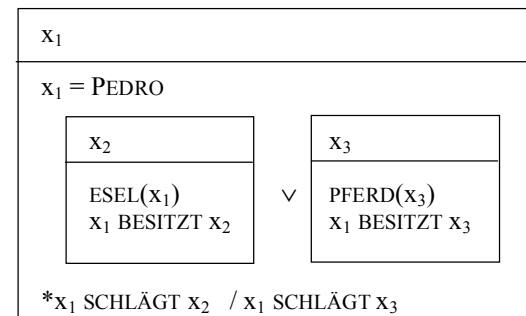 x₁
x₁ = PEDRO
x₂ x₃
ESEL(x₁) ∨ PFERD(x₃)
x₁ BESITZT x₂ x₁ BESITZT x₃
*x₁ SCHLÄGT x₂ / x₁ SCHLÄGT x₃